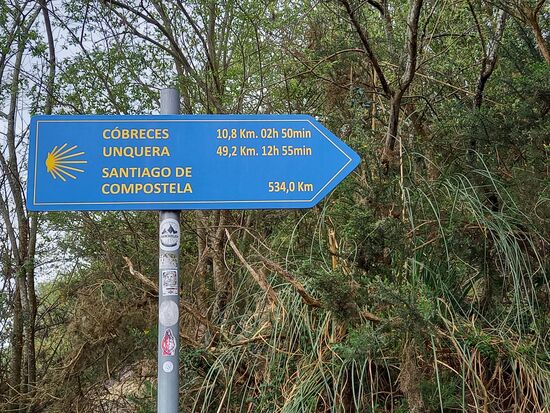 CÓBRECES 10,8 Km. 02h 50min
UNQUERA 49,2 Km. 12h 55min
SANTIAGO DE
COMPOSTELA 534,0 Km